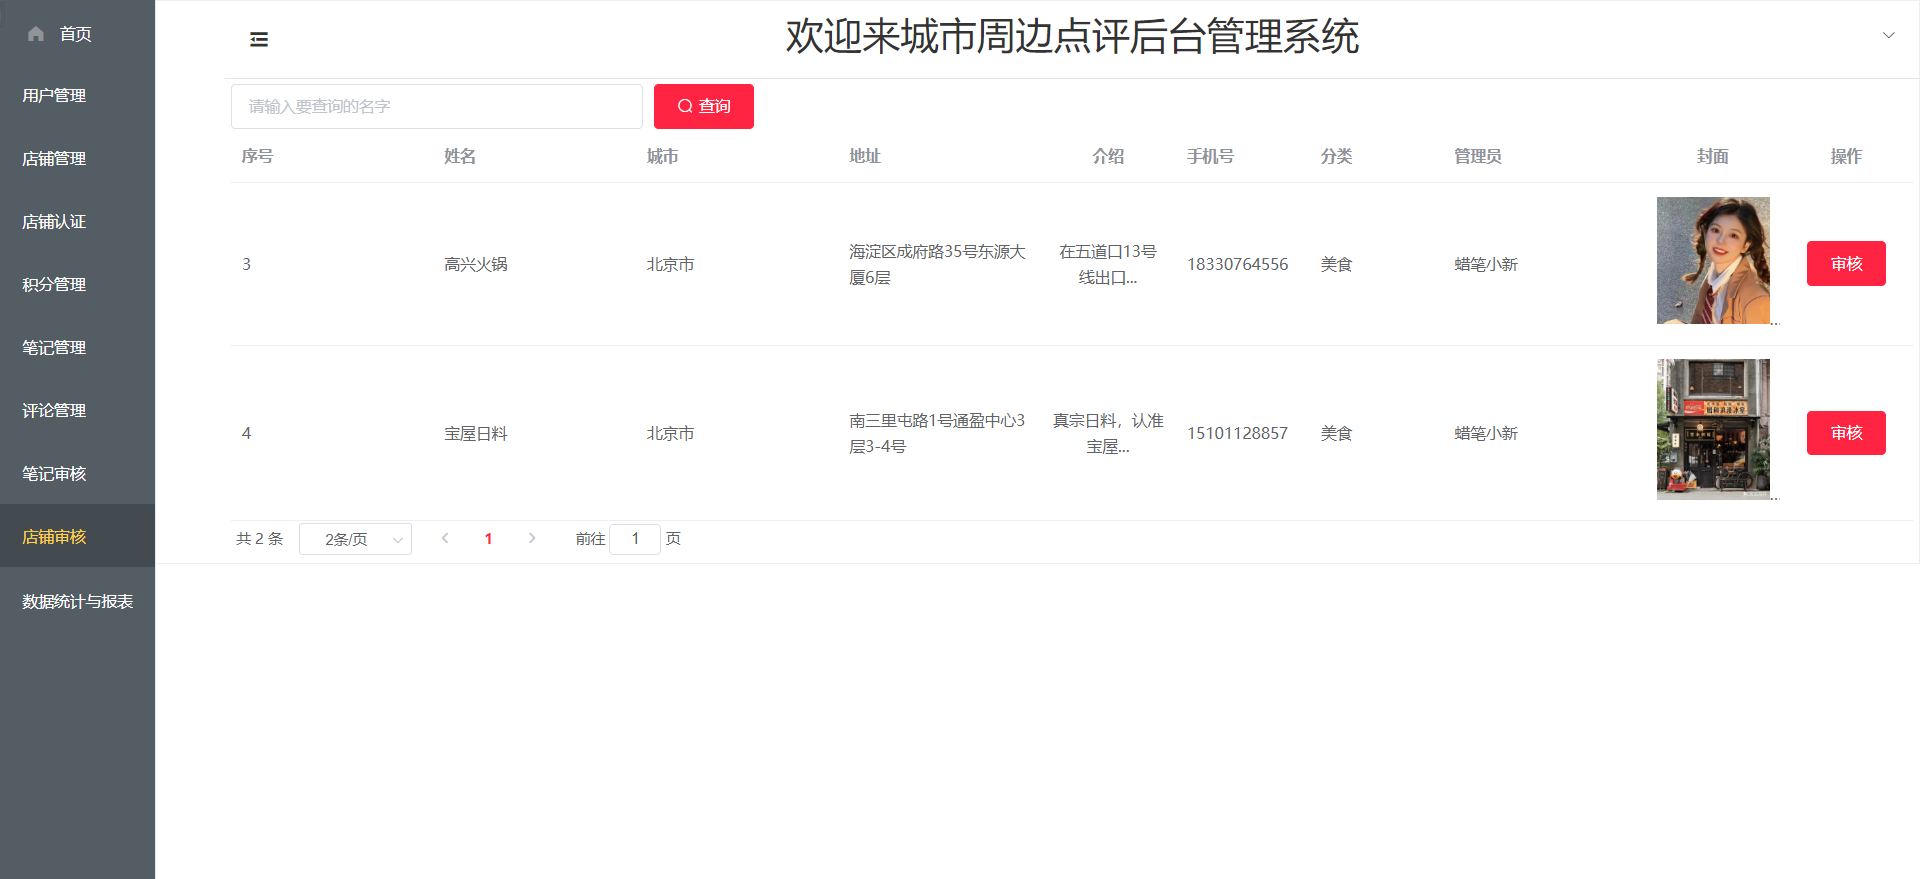 首页
用户管理
店铺管理
店铺认证
积分管理
笔记管理
评论管理
笔记审核
店铺审核
数据统计与报表
欢迎来城市周边点评后台管理系统
请输入要查询的名字
查询
序号 姓名 城市 地址 介绍 手机号 分类 管理员 封面 操作
3 高兴火锅 北京市 海淀区成府路35号东源大 在五道口13号 18330764556 美食 蜡笔小新 ... 审核
厦6层 线出口...
4 宝屋日料 北京市 南三里屯路1号通盈中心3 真宗日料，认准 15101128857 美食 蜡笔小新 ... 审核
层3-4号 宝屋...
共 2 条 2条/页 1 前往 1 页